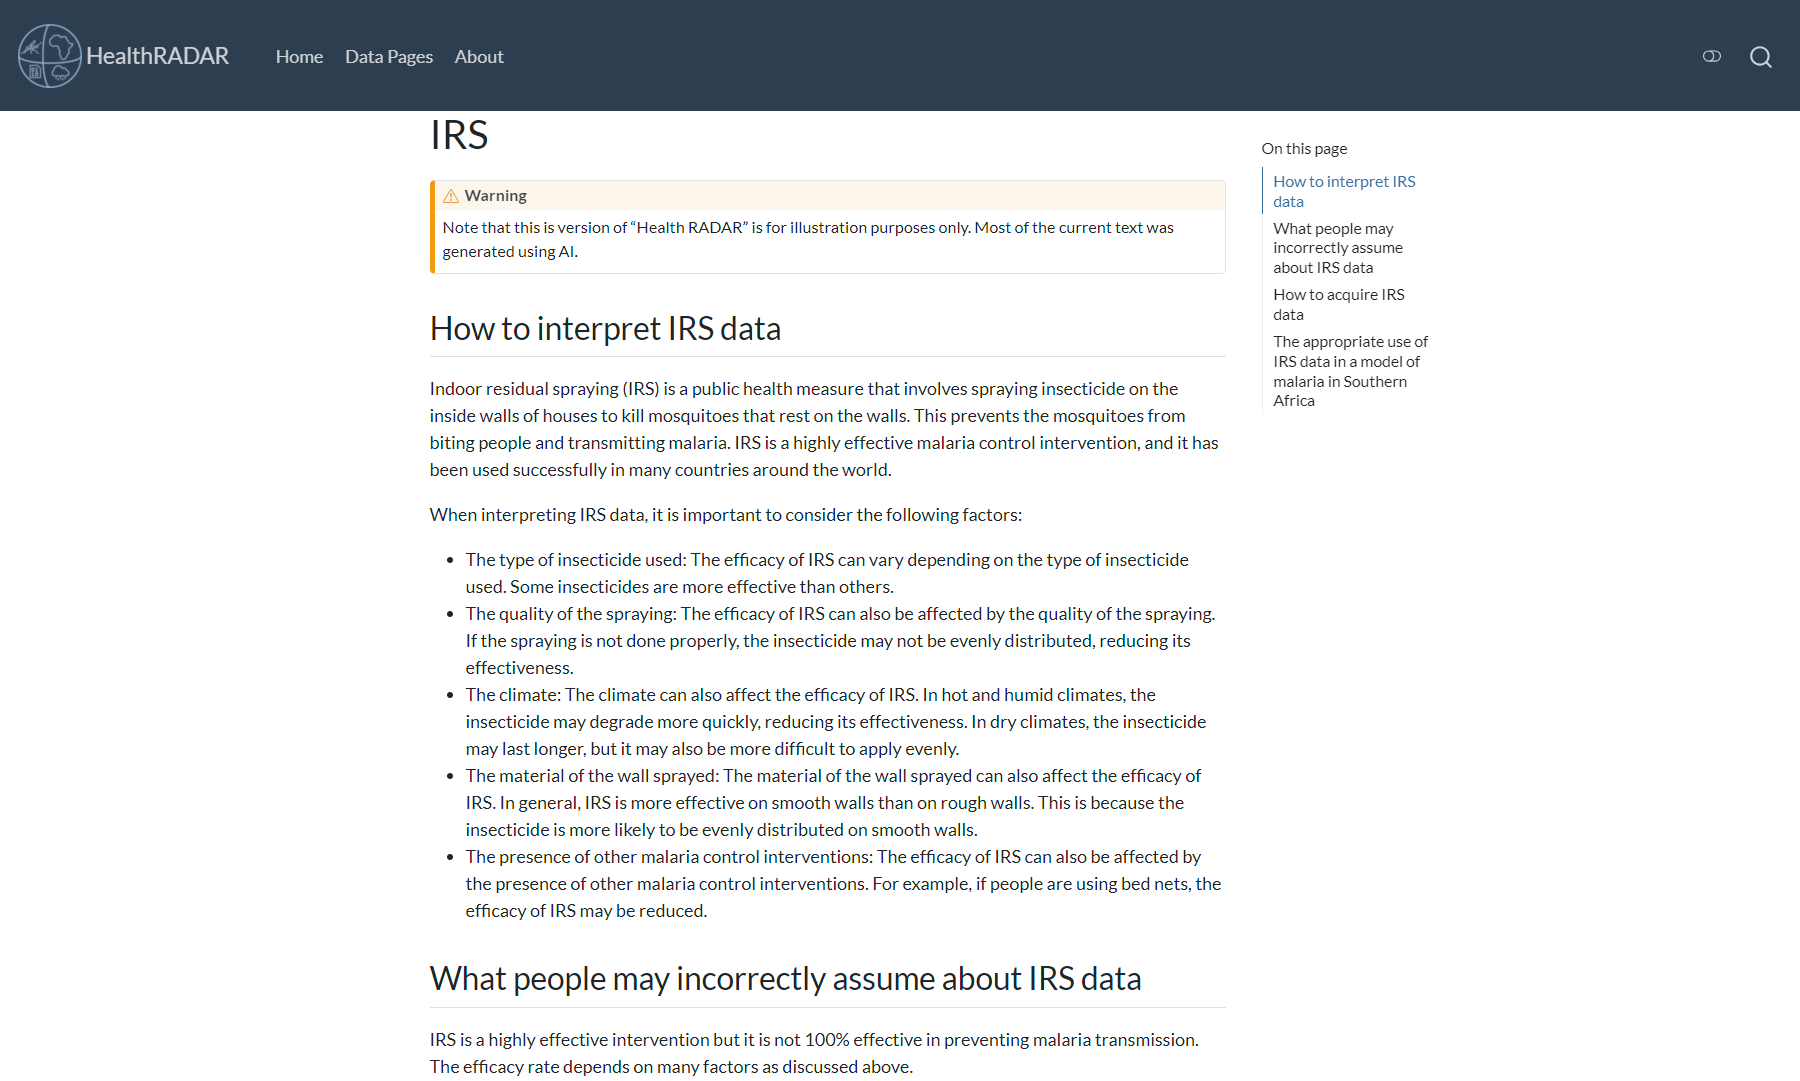 HealthRADAR
Home
Data Pages
About
IRS
Warning
Note that this is version of “Health RADAR” is for illustration purposes only. Most of the current text was
generated using AI.
How to interpret IRS data
Indoor residual spraying (IRS) is a public health measure that involves spraying insecticide on the
inside walls of houses to kill mosquitoes that rest on the walls. This prevents the mosquitoes from
biting people and transmitting malaria. IRS is a highly effective malaria control intervention, and it has
been used successfully in many countries around the world.
When interpreting IRS data, it is important to consider the following factors:
• The type of insecticide used: The efficacy of IRS can vary depending on the type of insecticide
used. Some insecticides are more effective than others.
• The quality of the spraying: The efficacy of IRS can also be affected by the quality of the spraying.
If the spraying is not done properly, the insecticide may not be evenly distributed, reducing its
effectiveness.
• The climate: The climate can also affect the efficacy of IRS. In hot and humid climates, the
insecticide may degrade more quickly, reducing its effectiveness. In dry climates, the insecticide
may last longer, but it may also be more difficult to apply evenly.
• The material of the wall sprayed: The material of the wall sprayed can also affect the efficacy of
IRS. In general, IRS is more effective on smooth walls than on rough walls. This is because the
insecticide is more likely to be evenly distributed on smooth walls.
• The presence of other malaria control interventions: The efficacy of IRS can also be affected by
the presence of other malaria control interventions. For example, if people are using bed nets, the
efficacy of IRS may be reduced.
What people may incorrectly assume about IRS data
IRS is a highly effective intervention but it is not 100% effective in preventing malaria transmission.
The efficacy rate depends on many factors as discussed above.
On this page
How to interpret IRS
data
What people may
incorrectly assume
about IRS data
How to acquire IRS
data
The appropriate use of
IRS data in a model of
malaria in Southern
Africa